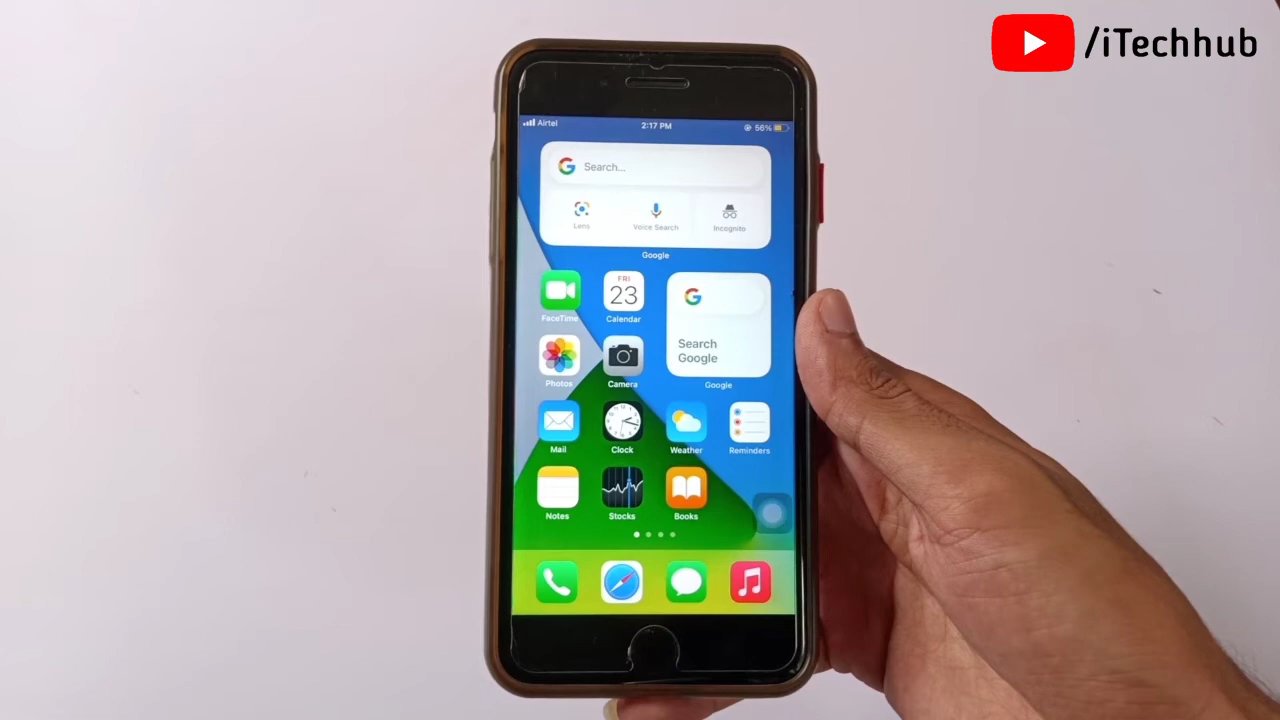 /iTechhub
Airtel 2:17 PM 56%
Search...
Lens Voice Search Incognito
Google
FRI
23
FaceTime Calendar
Search
Google
Photos Camera Google
Mail Clock Weather Reminders
Notes Stocks Books